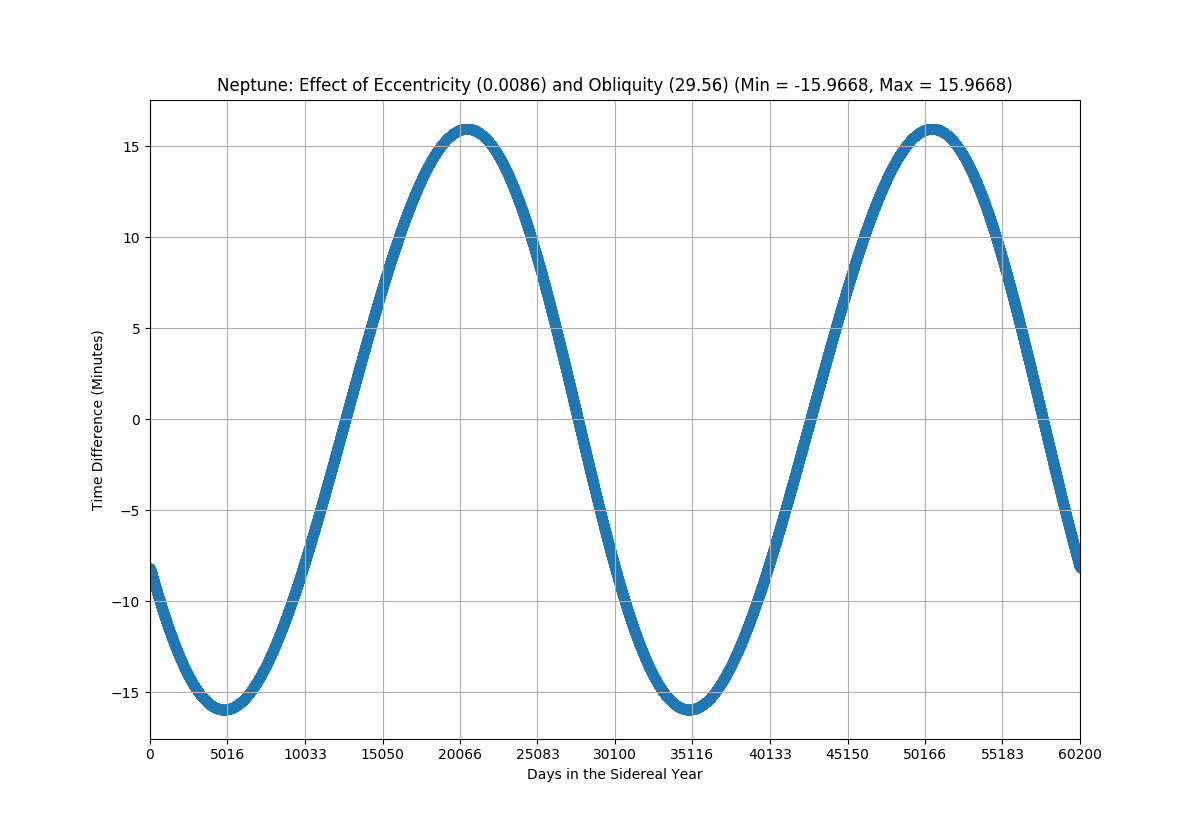 Neptune: Effect of Eccentricity (0.0086) and Obliquity (29.56) (Min = -15.9668, Max = 15.9668)
Time Difference (Minutes)
15
10
5
0
−5
−10
−15
0 5016 10033 15050 20066 25083 30100 35116 40133 45150 50166 55183 60200
Days in the Sidereal Year